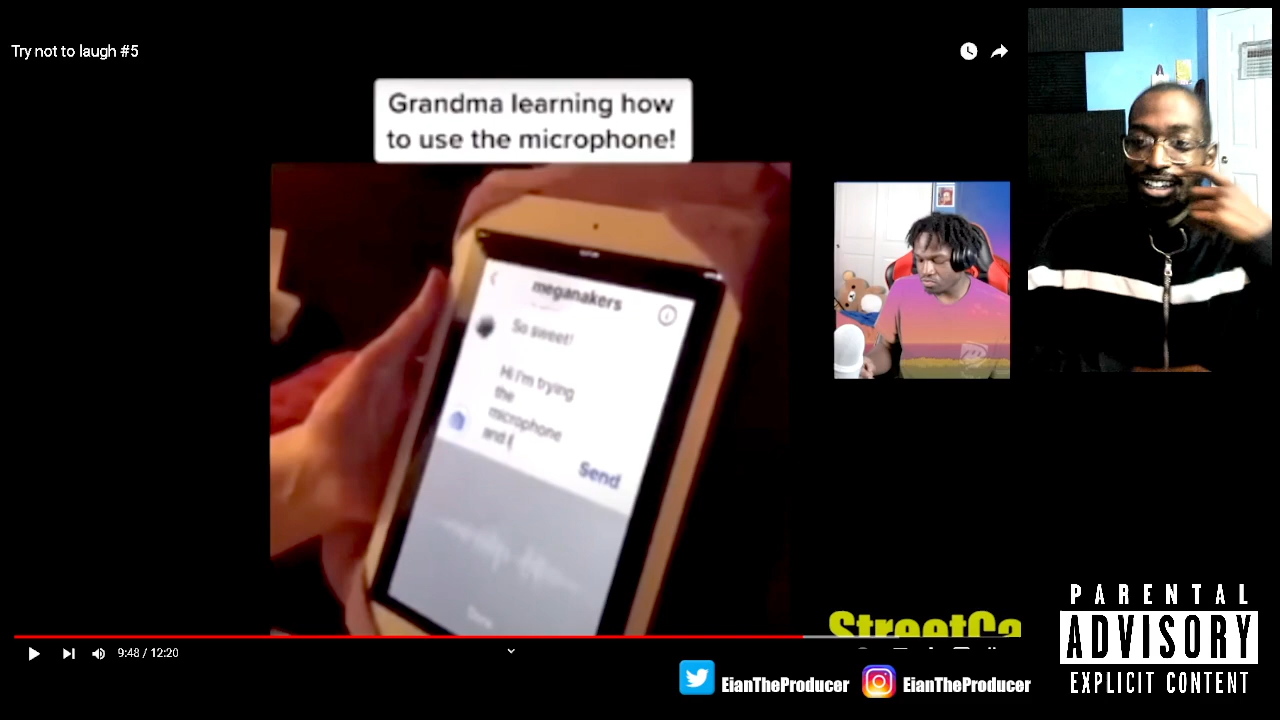 Try not to laugh #5
Grandma learning how
to use the microphone!
meganakers
So sweet!
Hi I'm trying
the
microphone
and I
Send
9:48 / 12:20
EianTheProducer
EianTheProducer
PARENTAL
ADVISORY
EXPLICIT CONTENT